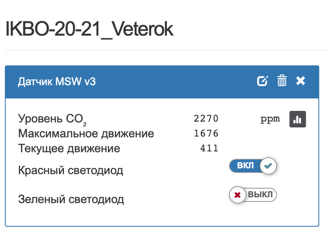 IKBO-20-21_Veterok
Датчик MSW v3
Уровень CO2 2270 ppm
Максимальное движение 1676
Текущее движение 411
Красный светодиод ВКЛ
Зеленый светодиод ВЫКЛ